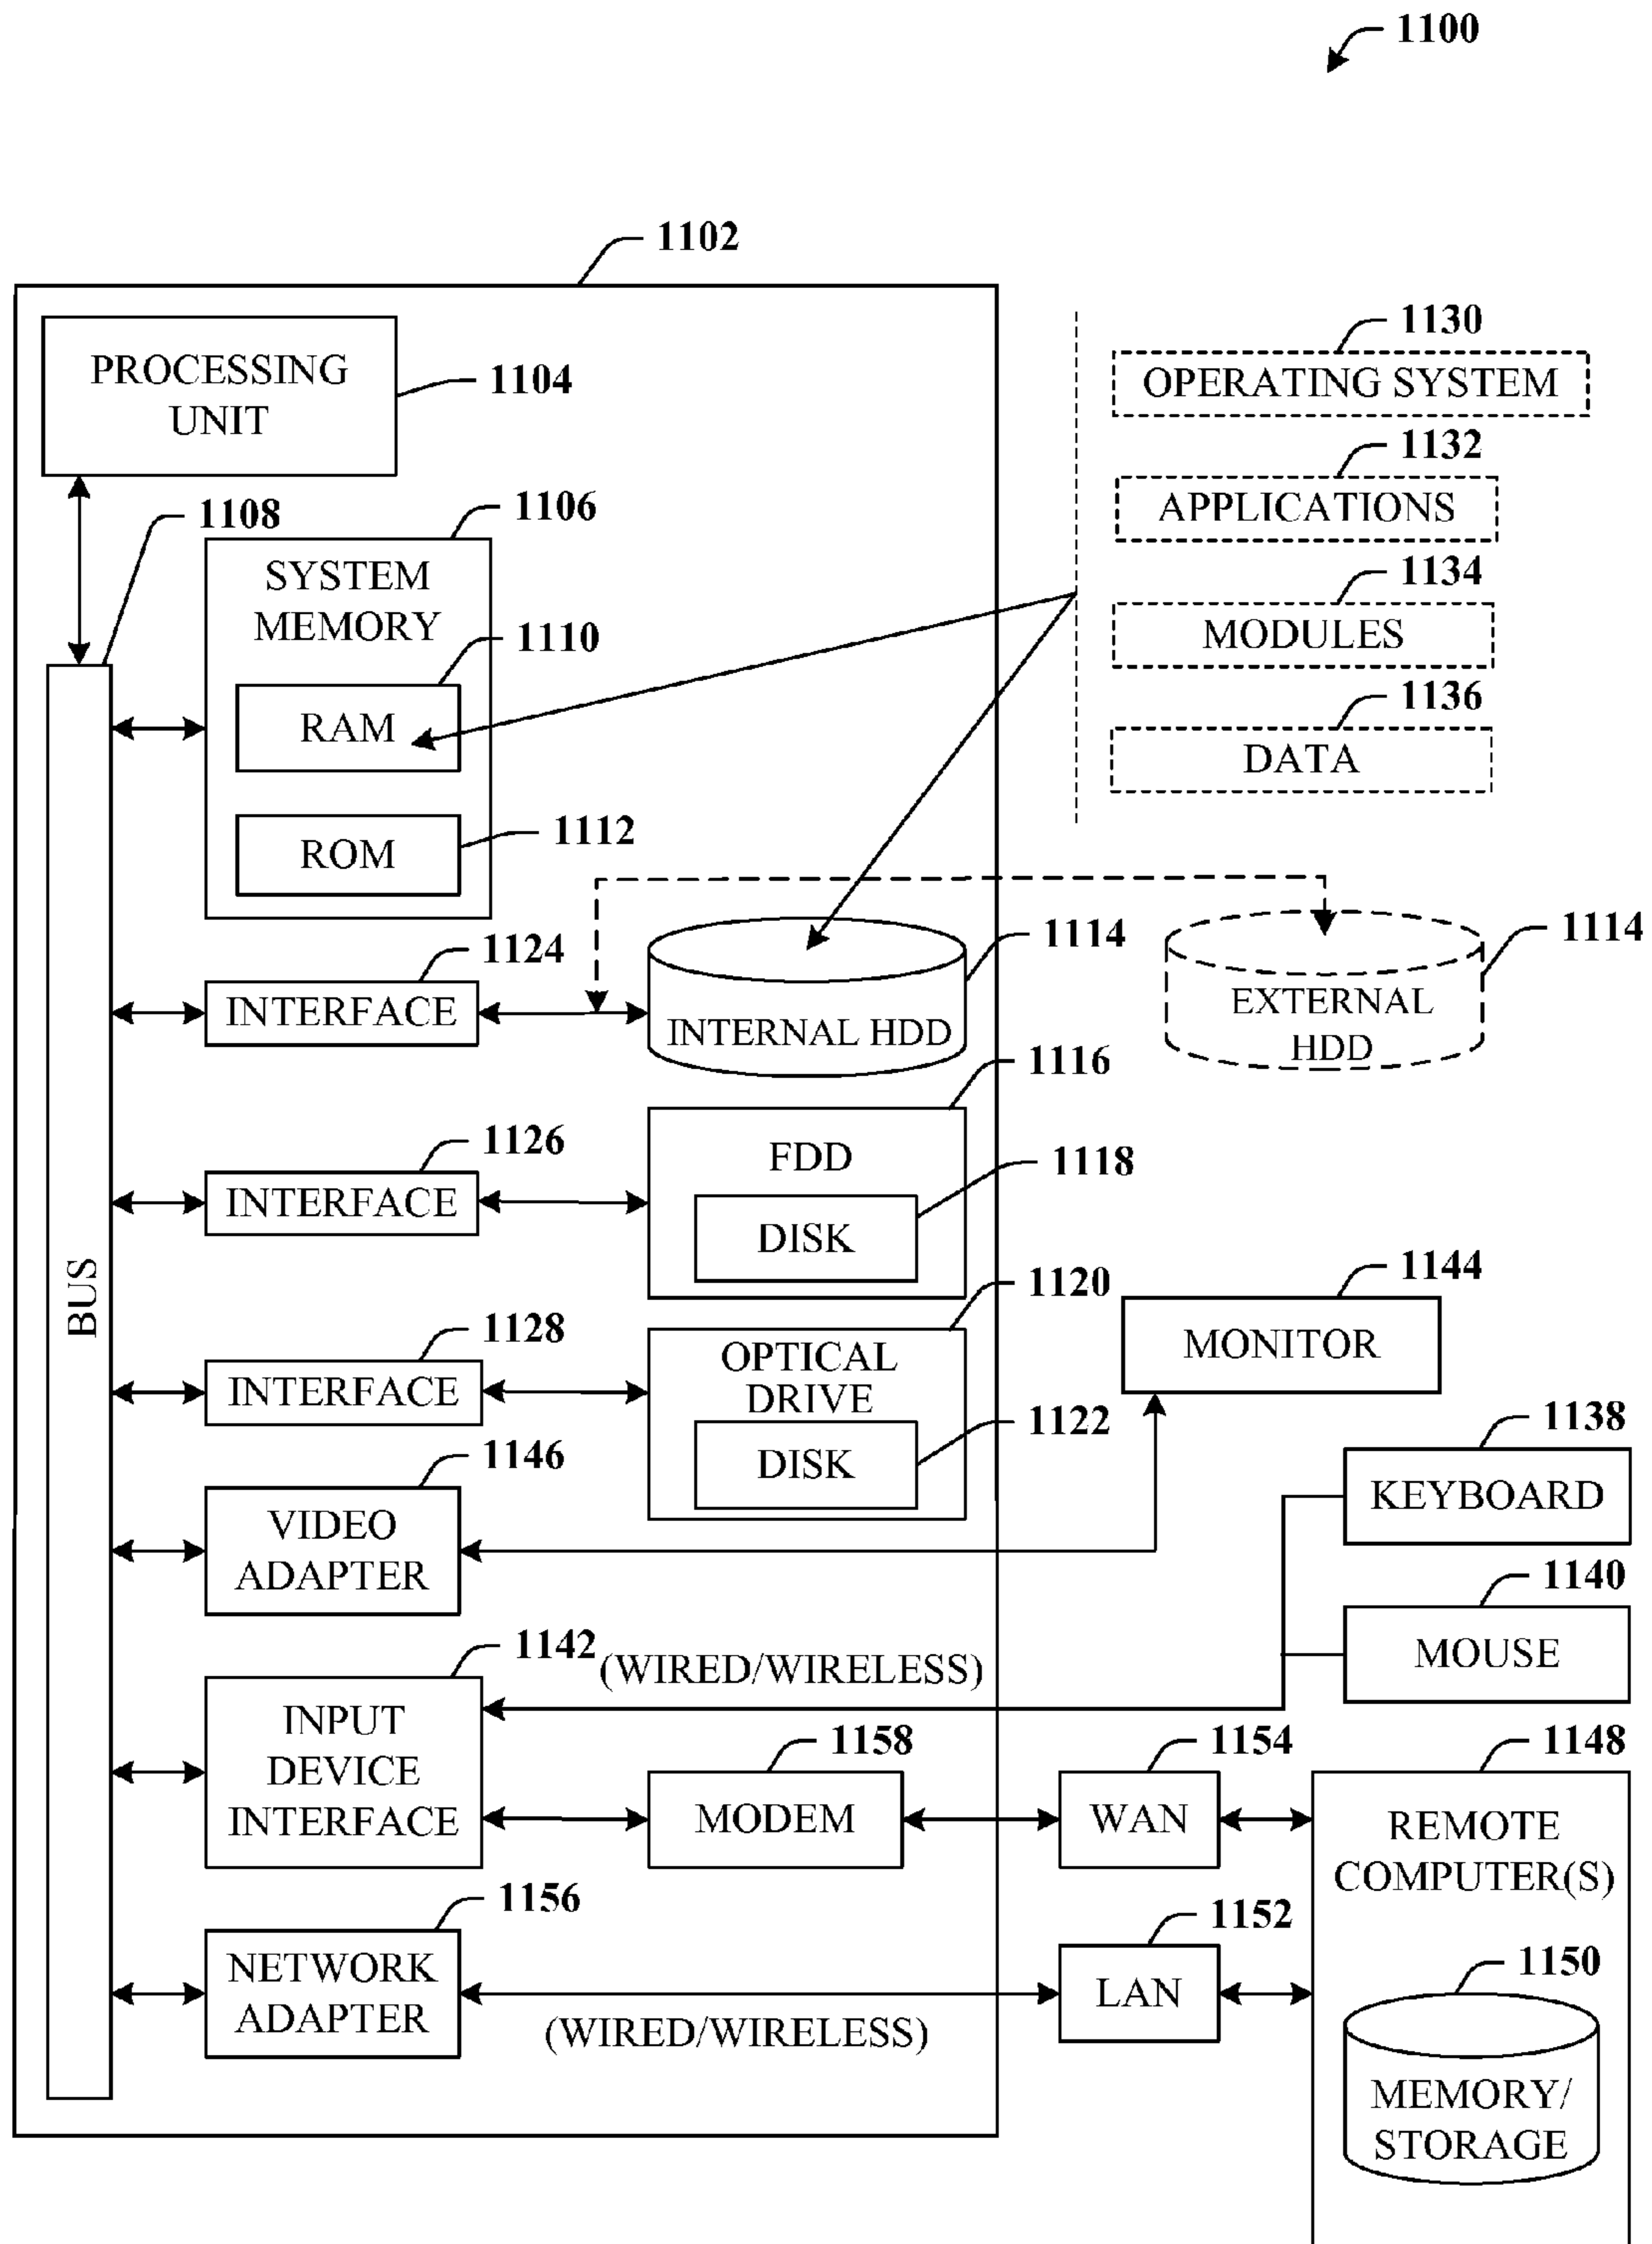 1100
1102
PROCESSING
UNIT
1104
1108
1106
SYSTEM
MEMORY
1110
RAM
ROM
1112
1130
OPERATING SYSTEM
1132
APPLICATIONS
1134
MODULES
1136
DATA
1124
INTERFACE
INTERNAL HDD
1114
EXTERNAL
HDD
1114
1126
INTERFACE
1116
FDD
1118
DISK
BUS
1128
INTERFACE
1120
OPTICAL
DRIVE
1122
DISK
1144
MONITOR
1146
VIDEO
ADAPTER
1138
KEYBOARD
1140
MOUSE
1142
(WIRED/WIRELESS)
INPUT
DEVICE
INTERFACE
1158
MODEM
1154
WAN
1148
REMOTE
COMPUTER(S)
1156
NETWORK
ADAPTER
(WIRED/WIRELESS)
1152
LAN
1150
MEMORY/
STORAGE